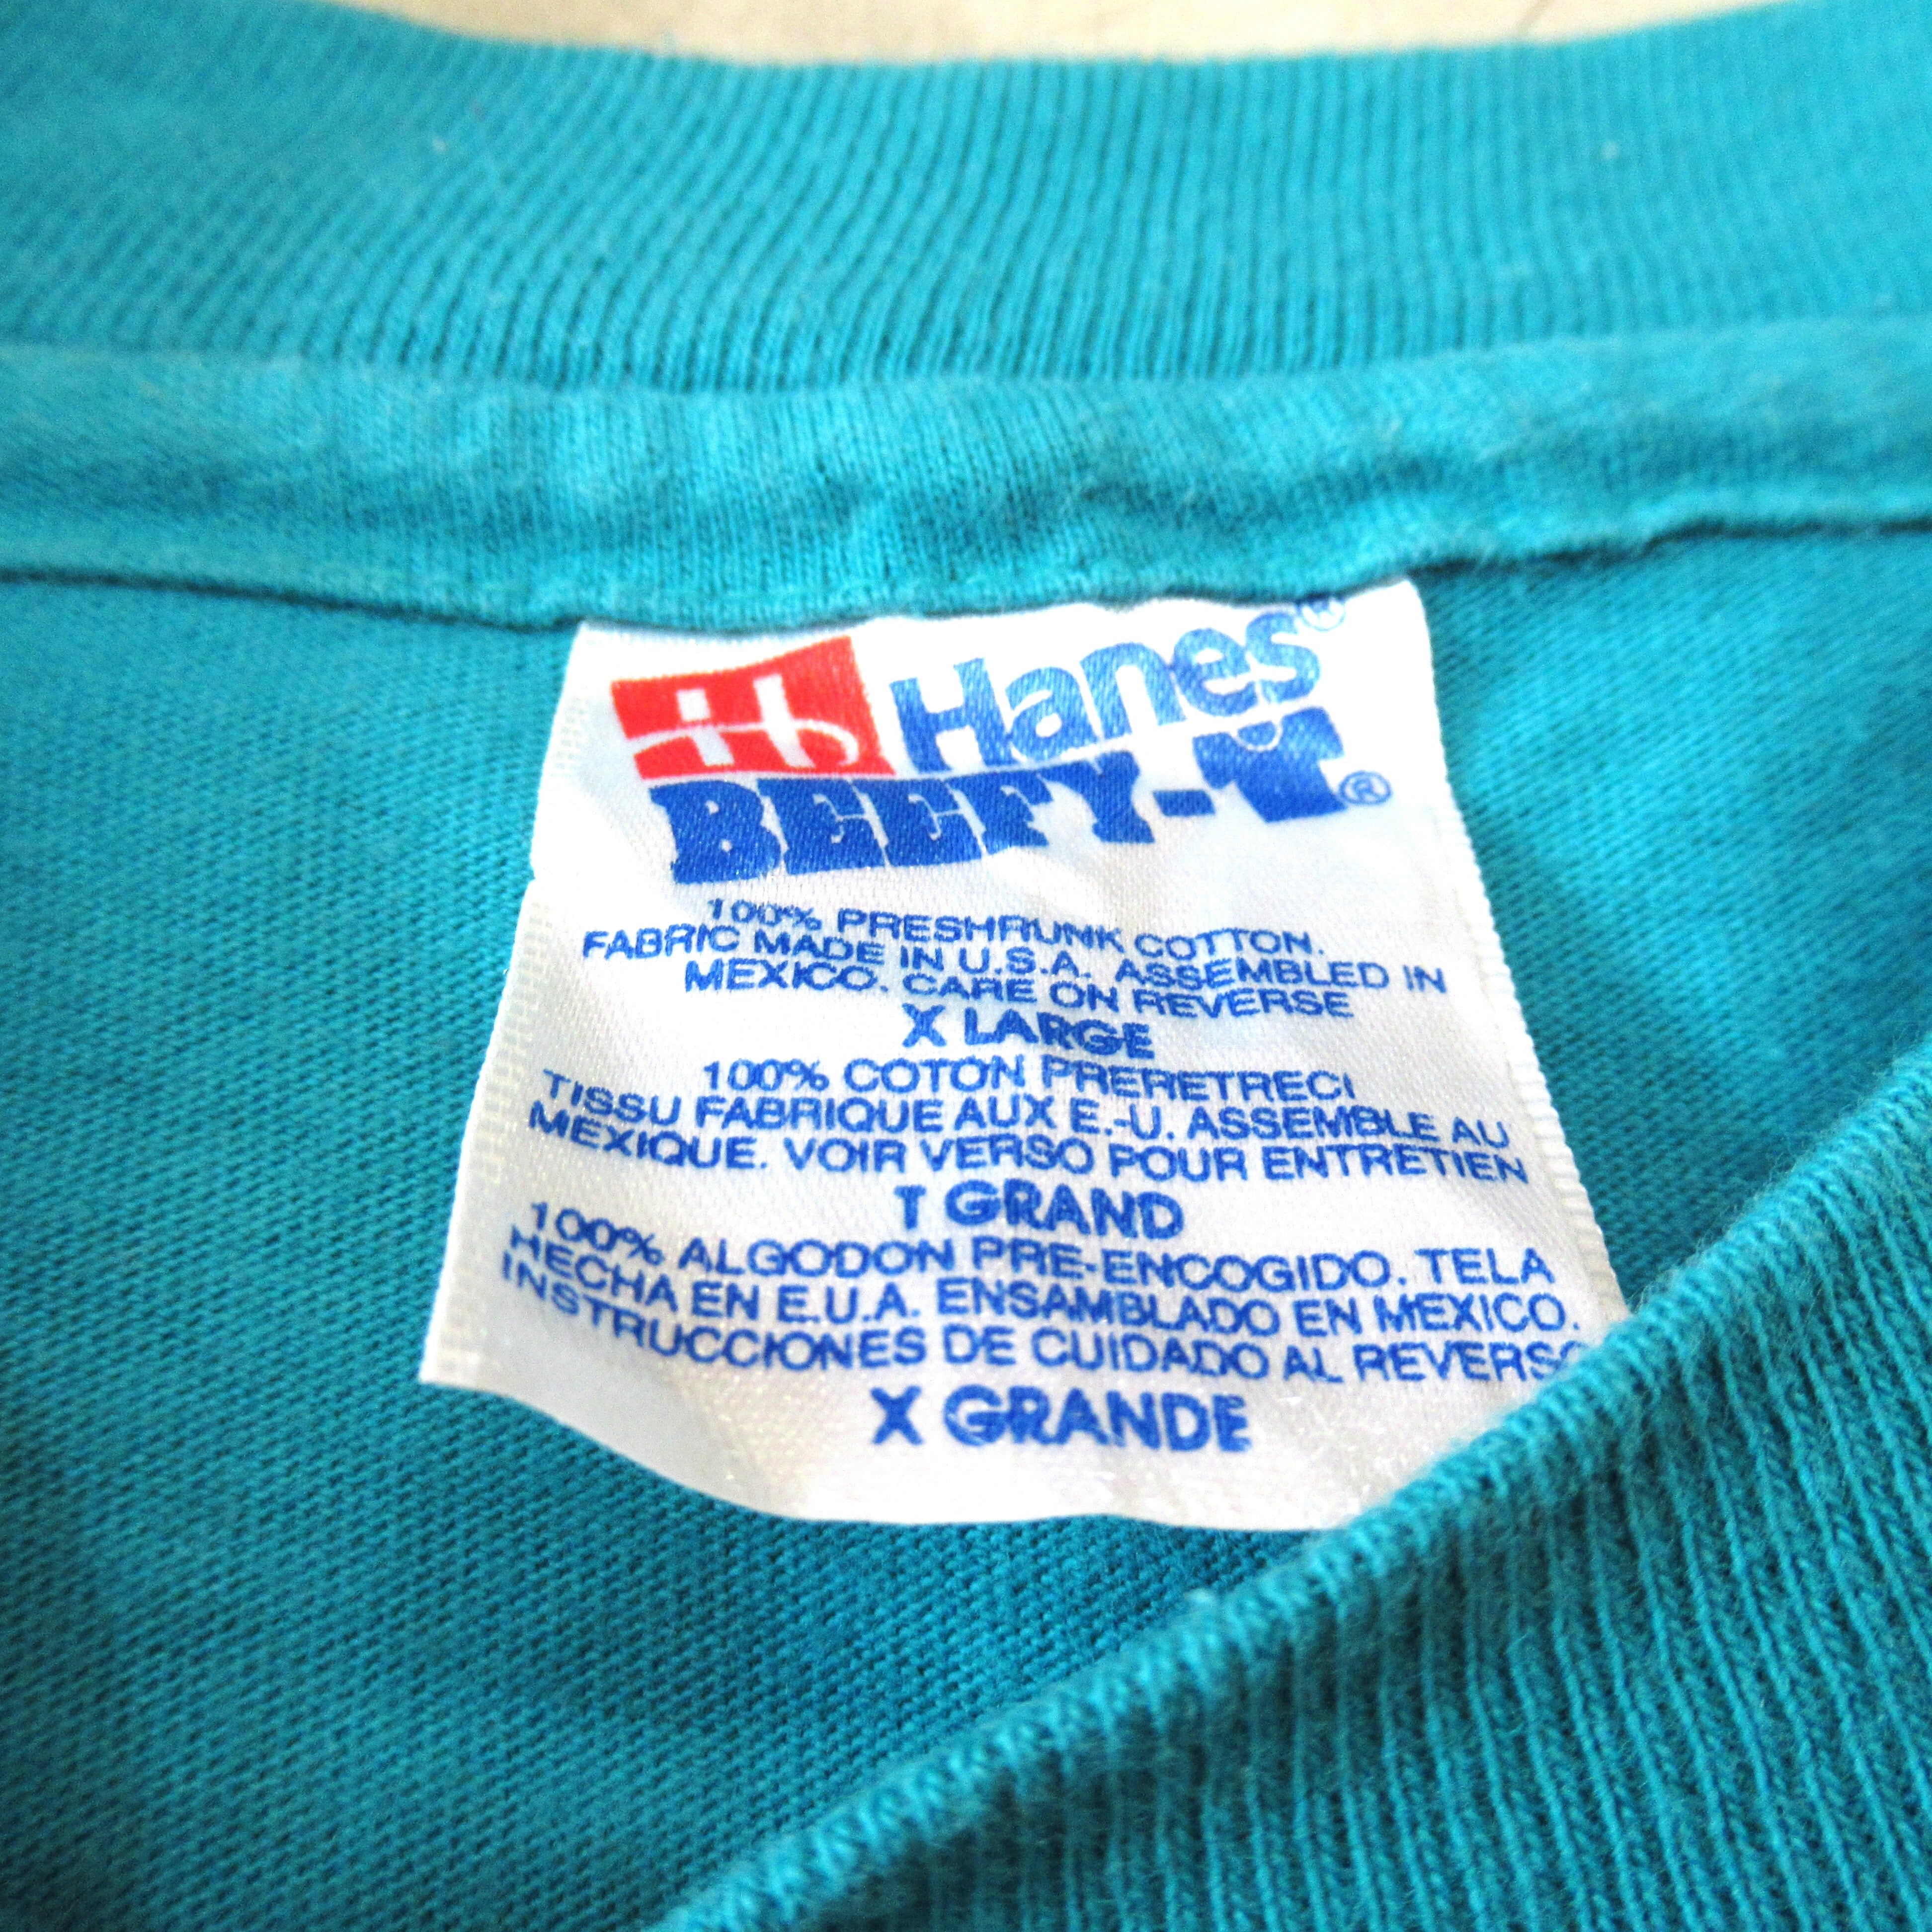 Hanes®
BEEFY-T®
100% PRESHRUNK COTTON.
FABRIC MADE IN U.S.A. ASSEMBLED IN
MEXICO. CARE ON REVERSE
X LARGE
100% COTON PRERETRECI
TISSU FABRIQUE AUX E.-U. ASSEMBLE AU
MEXIQUE. VOIR VERSO POUR ENTRETIEN
T GRAND
100% ALGODON PRE-ENCOGIDO. TELA
HECHA EN E.U.A. ENSAMBLADO EN MEXICO.
INSTRUCCIONES DE CUIDADO AL REVERSO
X GRANDE